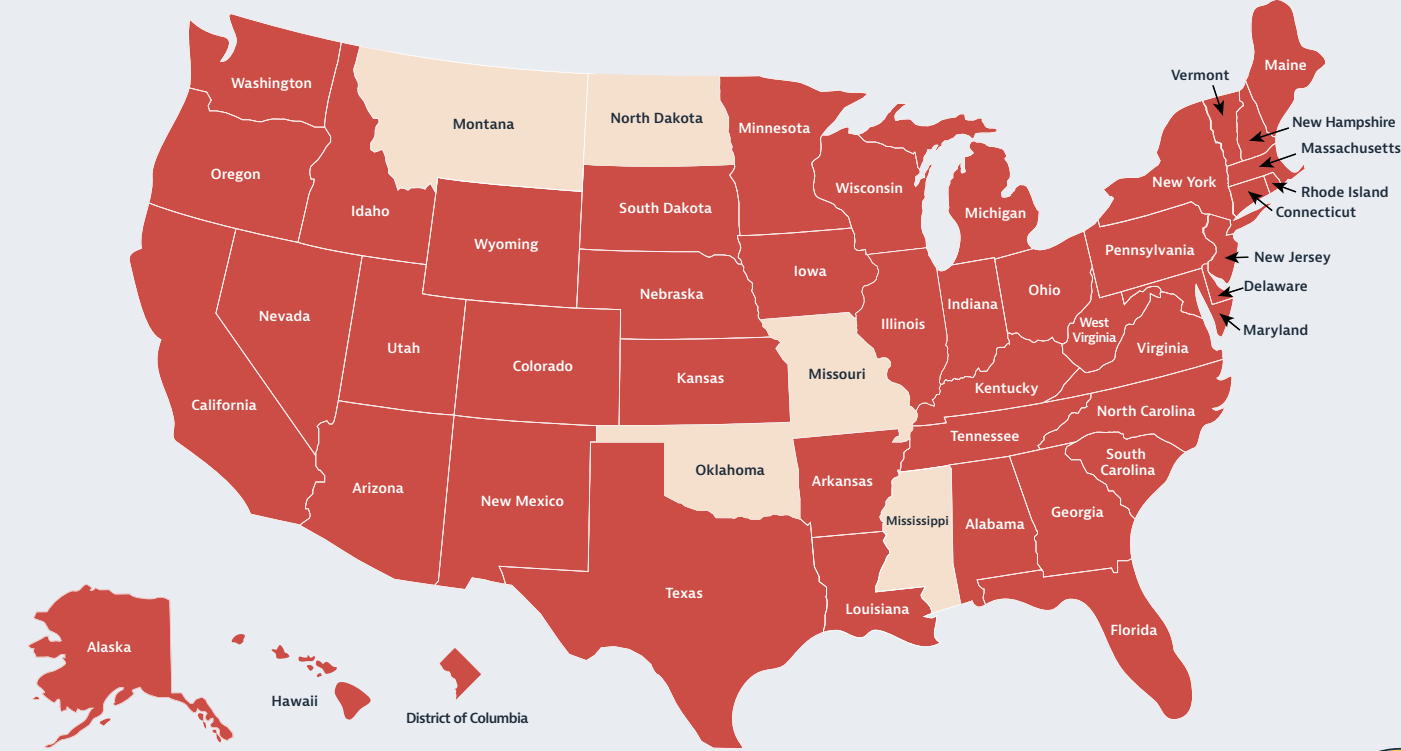 Washington
Oregon
California
Nevada
Idaho
Montana
Wyoming
Utah
Arizona
Colorado
New Mexico
North Dakota
South Dakota
Nebraska
Kansas
Oklahoma
Texas
Minnesota
Iowa
Missouri
Arkansas
Louisiana
Wisconsin
Illinois
Mississippi
Michigan
Indiana
Ohio
Kentucky
Tennessee
Alabama
Georgia
Florida
South
Carolina
North Carolina
Virginia
West
Virginia
Pennsylvania
New York
Vermont
Maine
New Hampshire
Massachusetts
Rhode Island
Connecticut
New Jersey
Delaware
Maryland
Alaska
Hawaii
District of Columbia